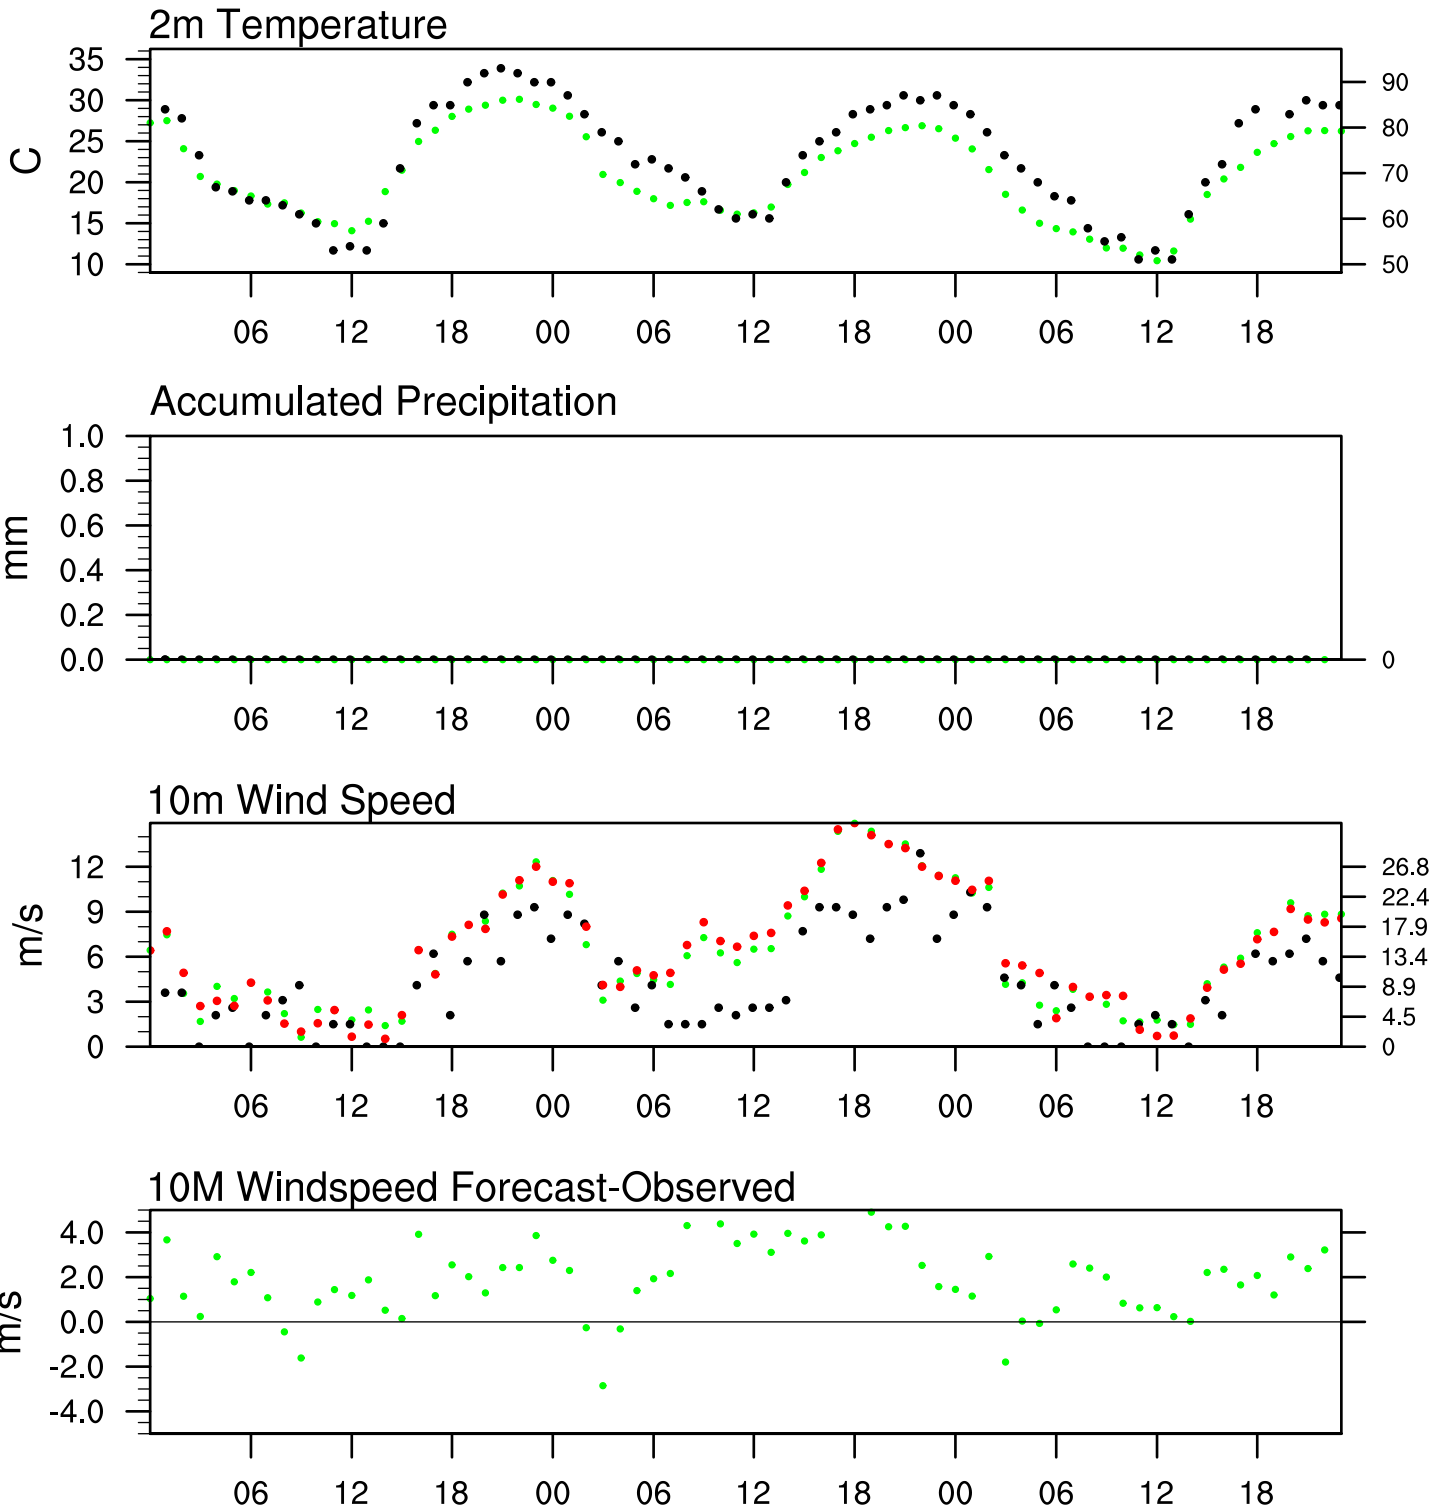 2m Temperature
35
30
25
20
15
10
C
90
80
70
60
50
06 12 18 00 06 12 18 00 06 12 18
Accumulated Precipitation
1.0
0.8
0.6
0.4
0.2
0.0
mm
0
06 12 18 00 06 12 18 00 06 12 18
10m Wind Speed
12
9
6
3
0
m/s
26.8
22.4
17.9
13.4
8.9
4.5
0
06 12 18 00 06 12 18 00 06 12 18
10M Windspeed Forecast-Observed
4.0
2.0
0.0
-2.0
-4.0
m/s
06 12 18 00 06 12 18 00 06 12 18